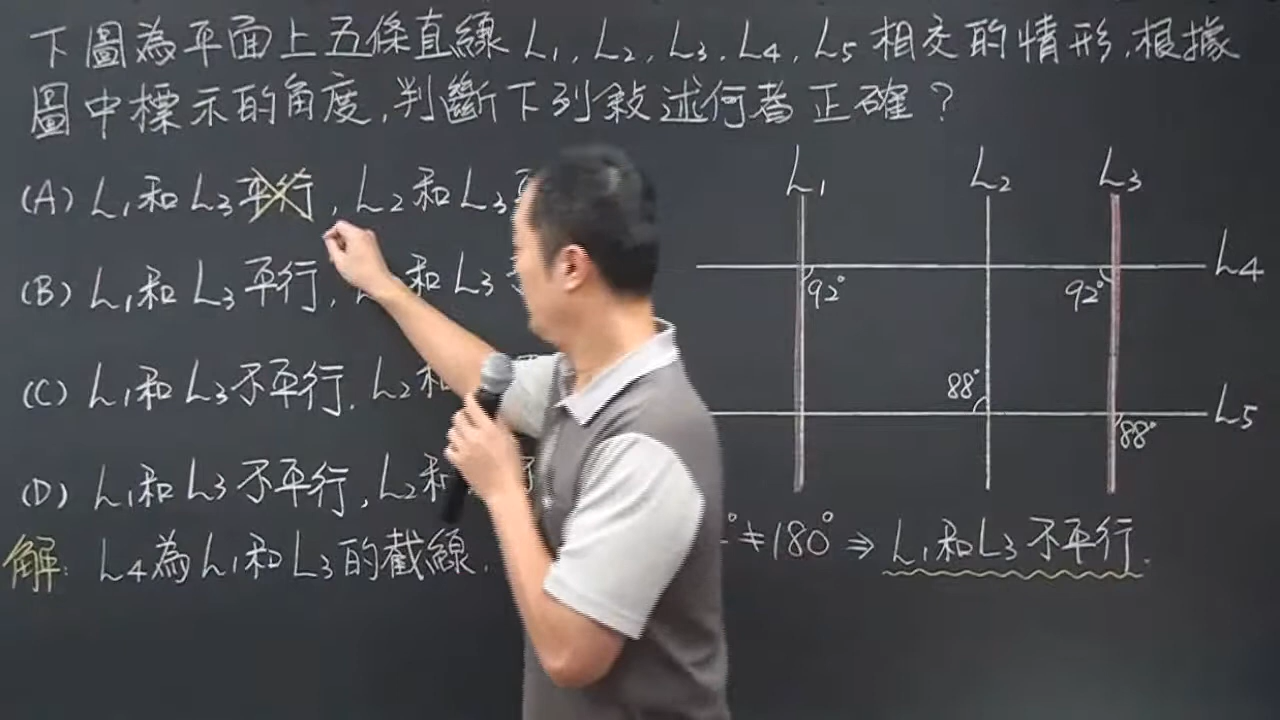 下圖為平面上五條直線 L1, L2, L3, L4, L5 相交的情形,根據
圖中標示的角度,判斷下列敍述何者正確?
(A) L1和 L3平行, L2和 L3
(B) L1和 L3平行, 和 L3
(C) L1和 L3不平行. L2和
(D) L1和 L3不平行, L2和
解: L4為L1和 L3的截線.
°≠180° ⇒ L1和L3不平行.
L1 L2 L3
L4
92° 92°
88°
L5
88°